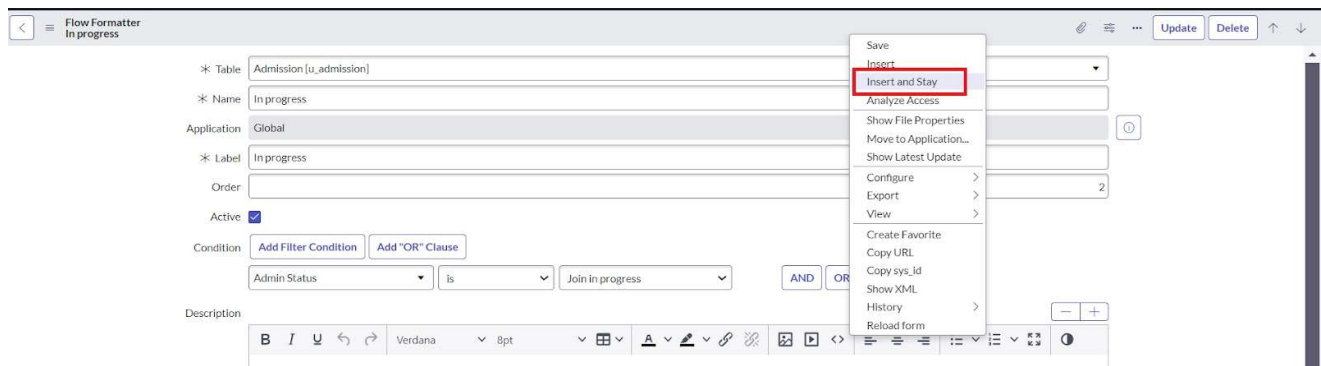 Flow Formatter
In progress
Update Delete
Table Admission [u_admission]
Name In progress
Application Global
Label In progress
Order 2
Active
Condition Add Filter Condition Add "OR" Clause
Admin Status is Join in progress AND OR
Description
B I U Verdana 8pt A
Save
Insert
Insert and Stay
Analyze Access
Show File Properties
Move to Application...
Show Latest Update
Configure
Export
View
Create Favorite
Copy URL
Copy sys_id
Show XML
History
Reload form